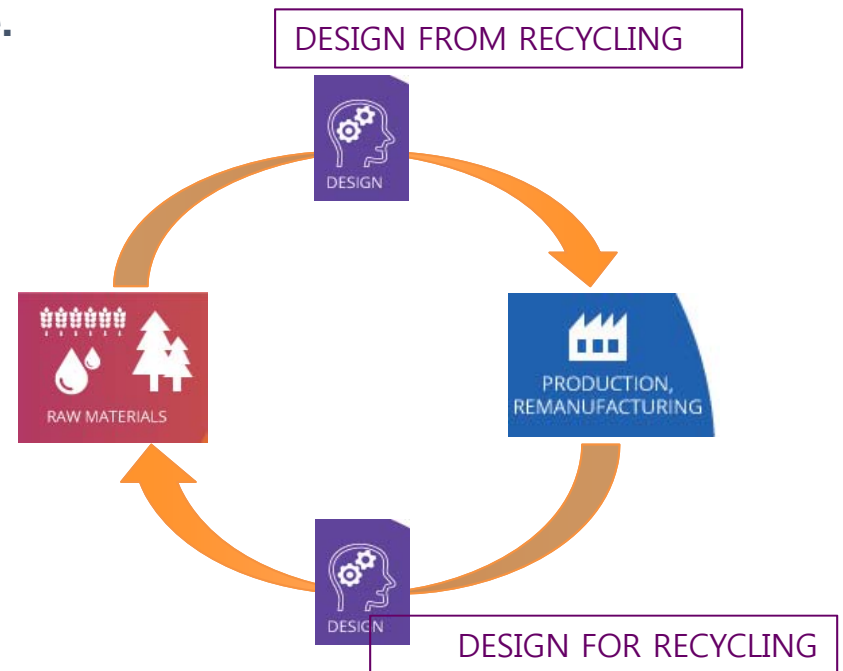 .
DESIGN FROM RECYCLING
DESIGN
RAW MATERIALS
PRODUCTION,
REMANUFACTURING
DESIGN
DESIGN FOR RECYCLING